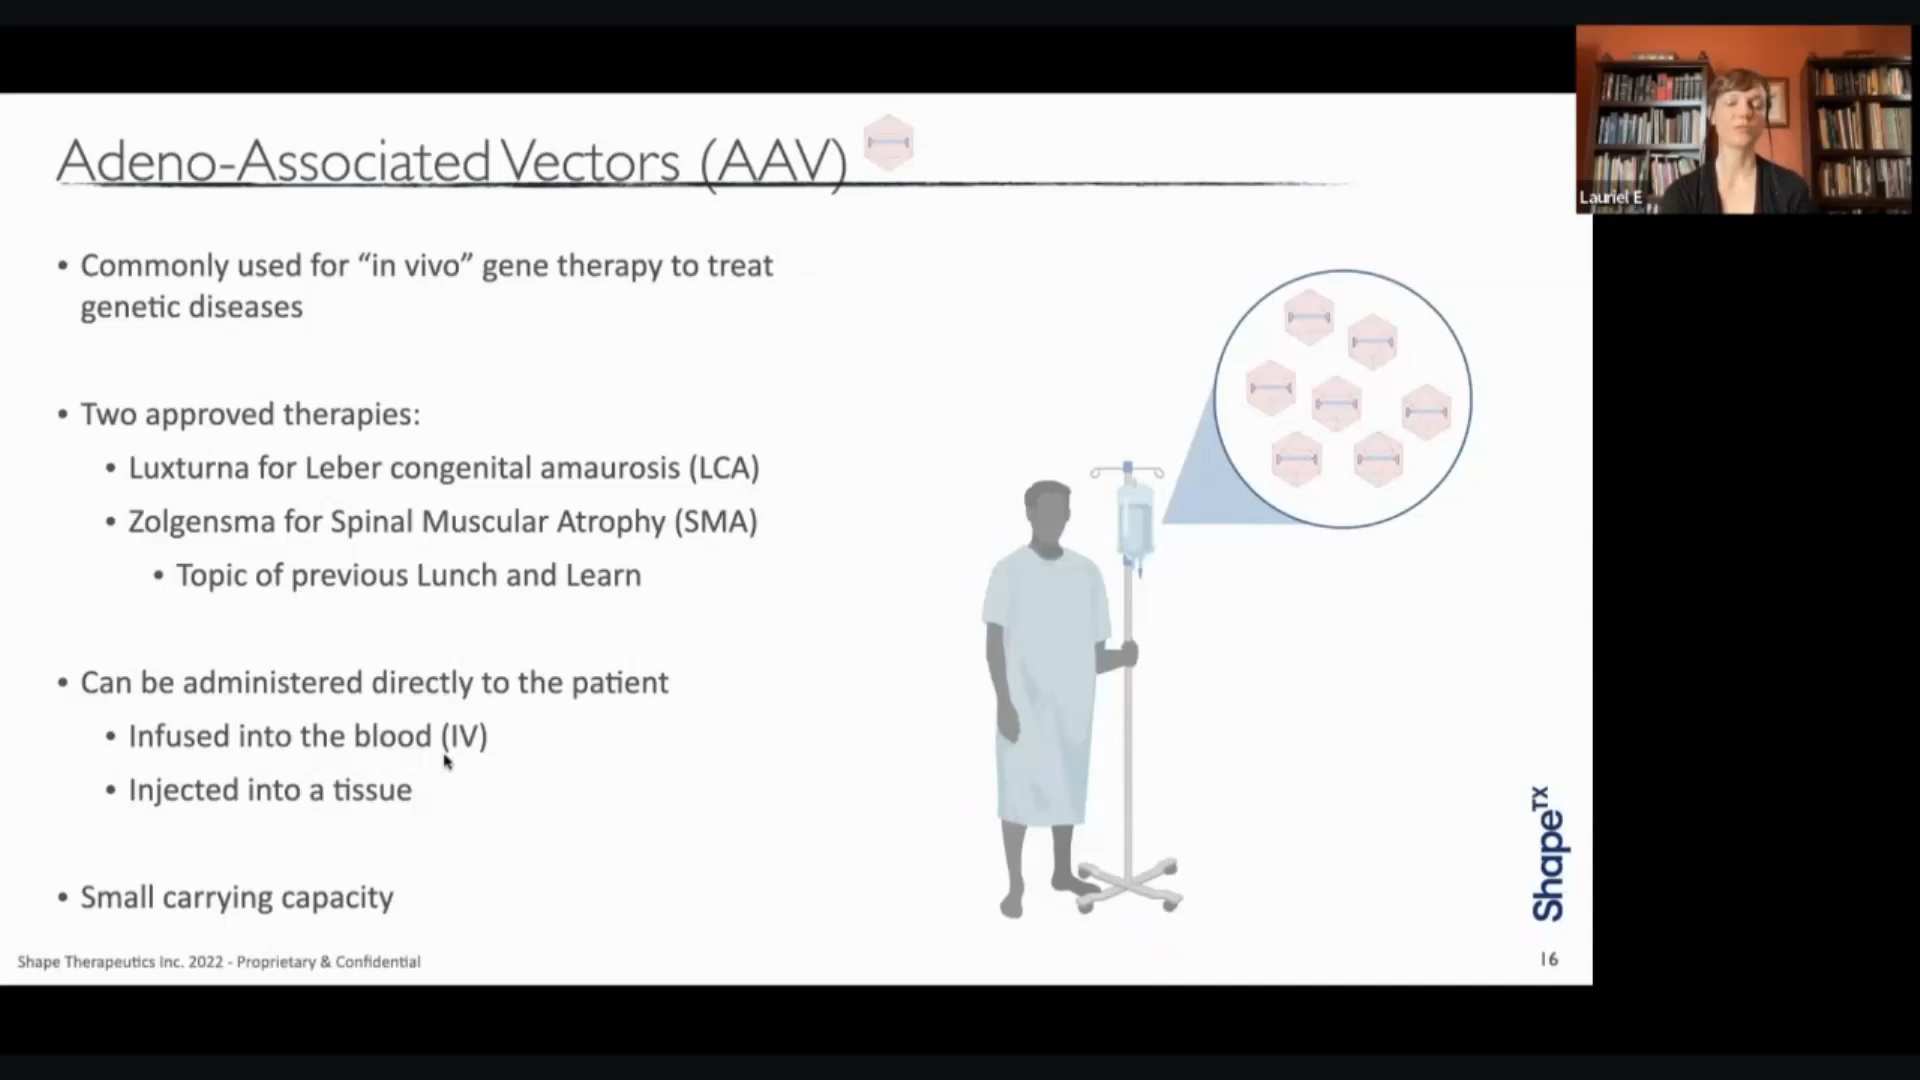 Adeno-Associated Vectors (AAV)
Lauriel E
• Commonly used for “in vivo” gene therapy to treat
genetic diseases
• Two approved therapies:
• Luxturna for Leber congenital amaurosis (LCA)
• Zolgensma for Spinal Muscular Atrophy (SMA)
• Topic of previous Lunch and Learn
• Can be administered directly to the patient
• Infused into the blood (IV)
• Injected into a tissue
• Small carrying capacity
ShapeTX
Shape Therapeutics Inc. 2022 - Proprietary & Confidential
16